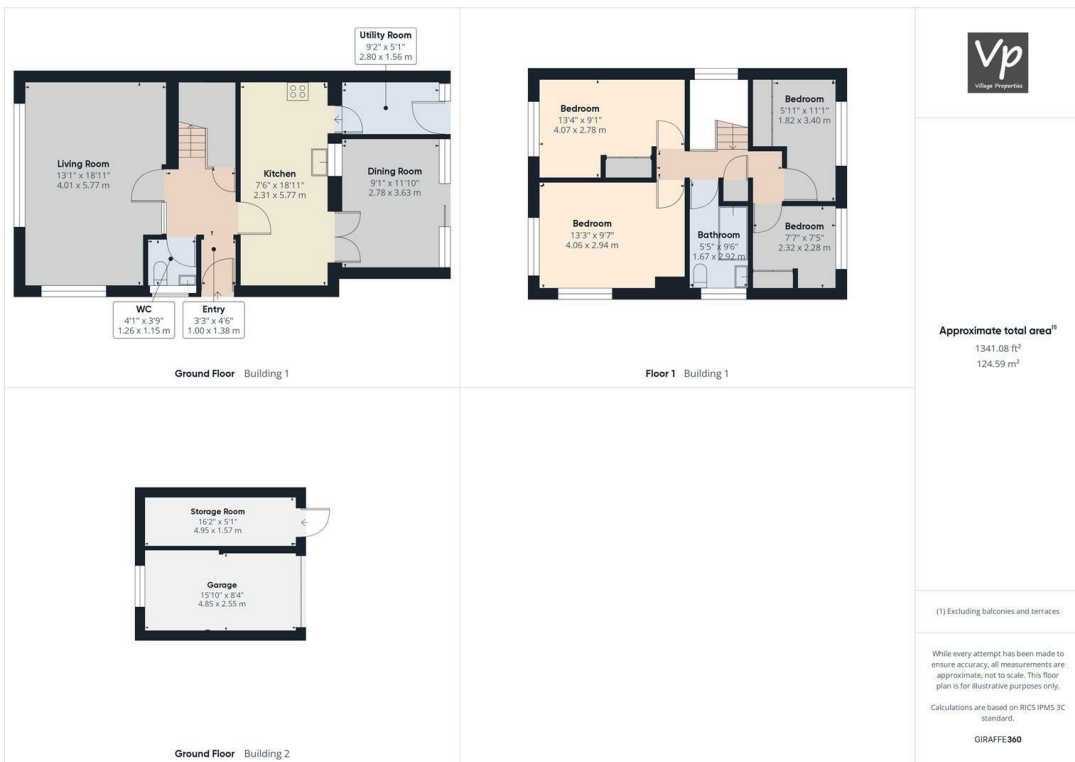 Utility Room
9'2" x 5'1"
2.80 x 1.56 m
Living Room
13'1" x 18'11"
4.01 x 5.77 m
Kitchen
7'6" x 18'11"
2.31 x 5.77 m
Dining Room
9'1" x 11'10"
2.78 x 3.63 m
WC
4'1" x 3'9"
1.26 x 1.15 m
Entry
3'3" x 4'6"
1.00 x 1.38 m
Ground Floor Building 1
Bedroom
13'4" x 9'1"
4.07 x 2.78 m
Bedroom
5'11" x 11'1"
1.82 x 3.40 m
Bedroom
13'3" x 9'7"
4.06 x 2.94 m
Bathroom
5'5" x 9'6"
1.67 x 2.92 m
Bedroom
7'7" x 7'5"
2.32 x 2.28 m
Floor 1 Building 1
Storage Room
16'2" x 5'1"
4.95 x 1.57 m
Garage
15'10" x 8'4"
4.85 x 2.55 m
Ground Floor Building 2
Vp
Village Properties
Approximate total area(1)
1341.08 ft²
124.59 m²
(1) Excluding balconies and terraces
While every attempt has been made to
ensure accuracy, all measurements are
approximate, not to scale. This floor
plan is for illustrative purposes only.
Calculations are based on RICS IPMS 3C
standard.
GIRAFFE360